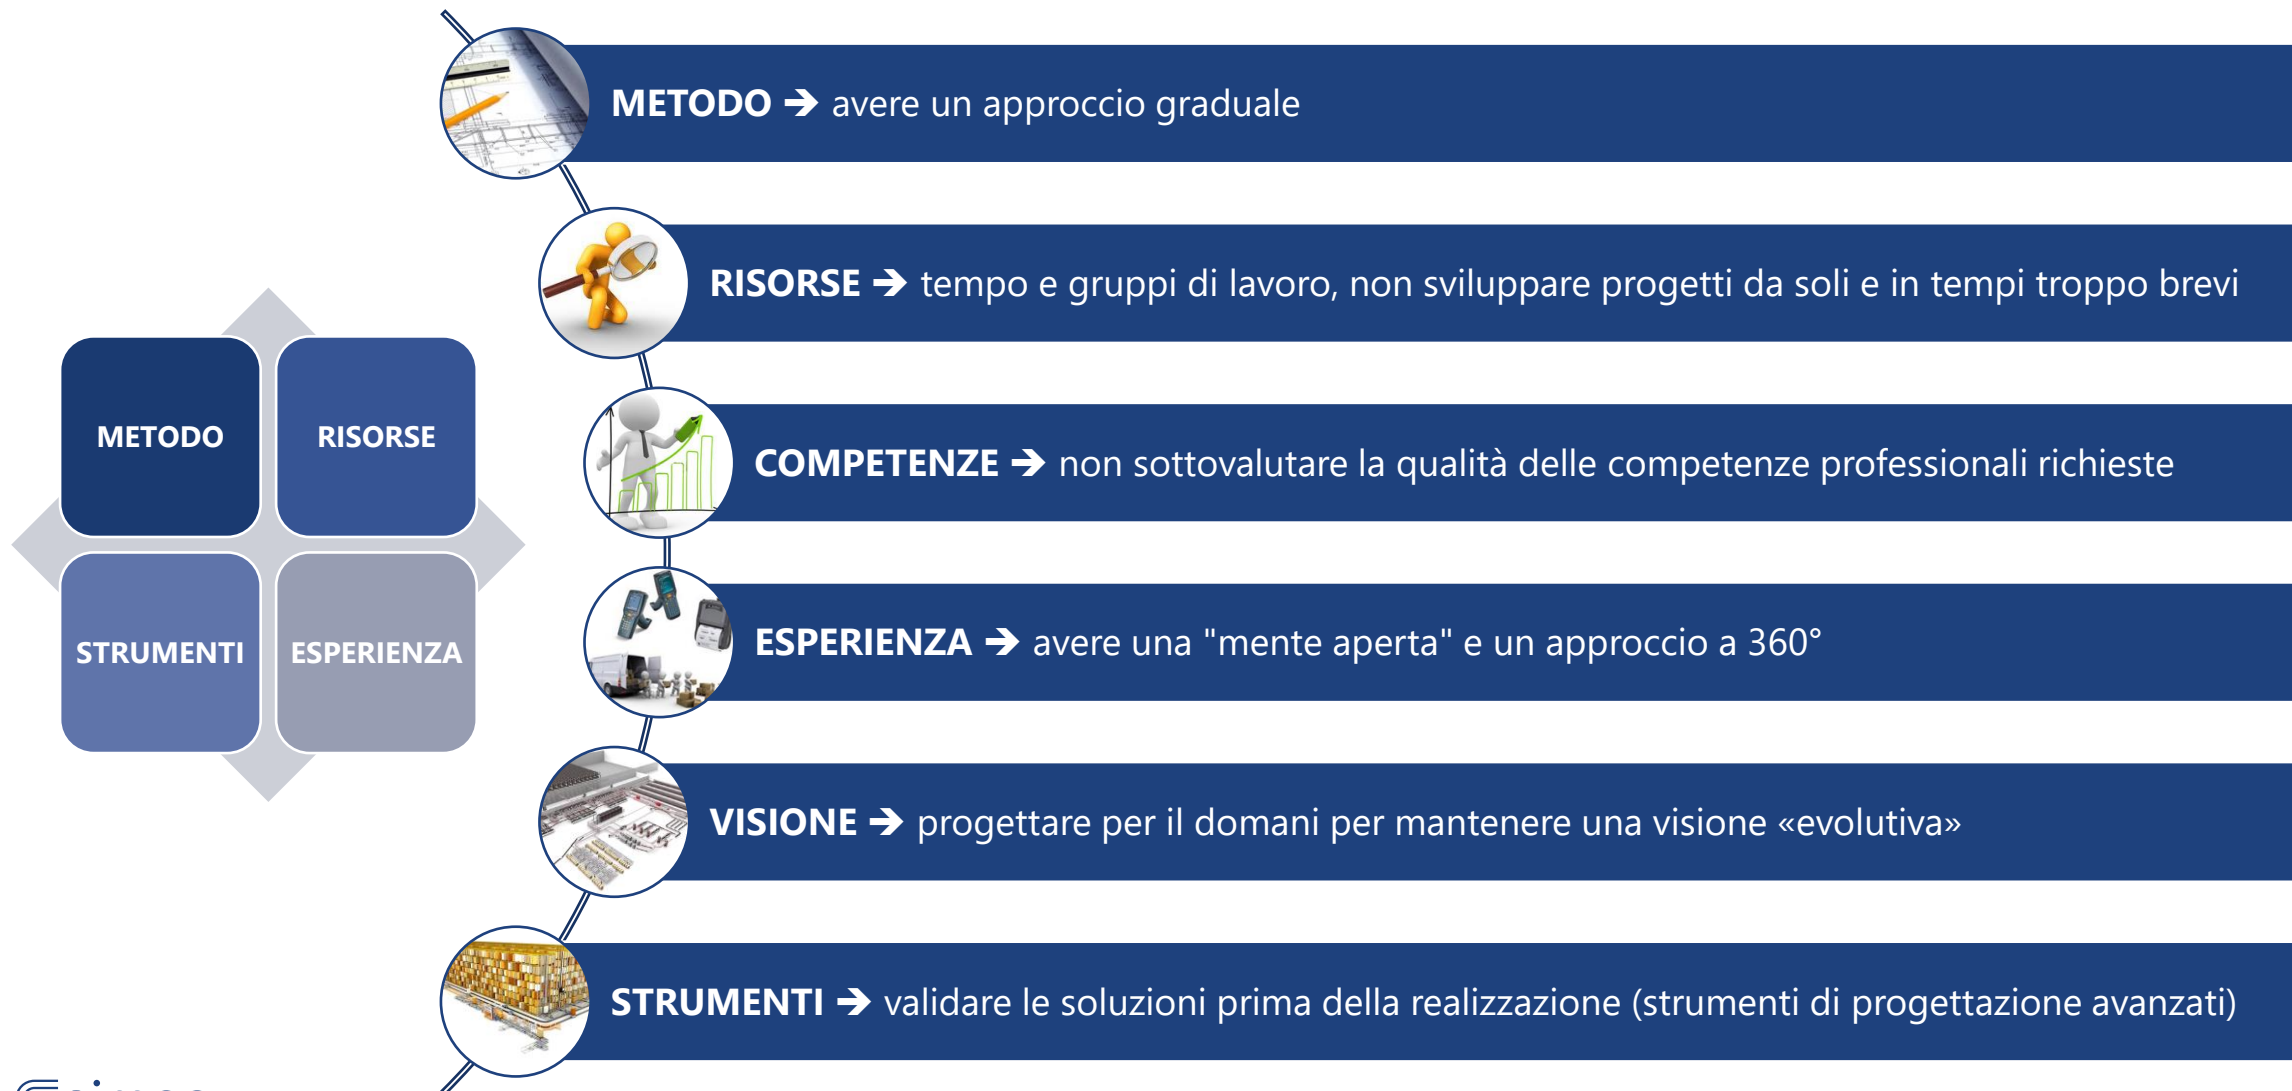 METODO ➔ avere un approccio graduale
RISORSE ➔ tempo e gruppi di lavoro, non sviluppare progetti da soli e in tempi troppo brevi
METODO
RISORSE
COMPETENZE ➔ non sottovalutare la qualità delle competenze professionali richieste
STRUMENTI
ESPERIENZA
ESPERIENZA ➔ avere una "mente aperta" e un approccio a 360°
VISIONE ➔ progettare per il domani per mantenere una visione «evolutiva»
STRUMENTI ➔ validare le soluzioni prima della realizzazione (strumenti di progettazione avanzati)